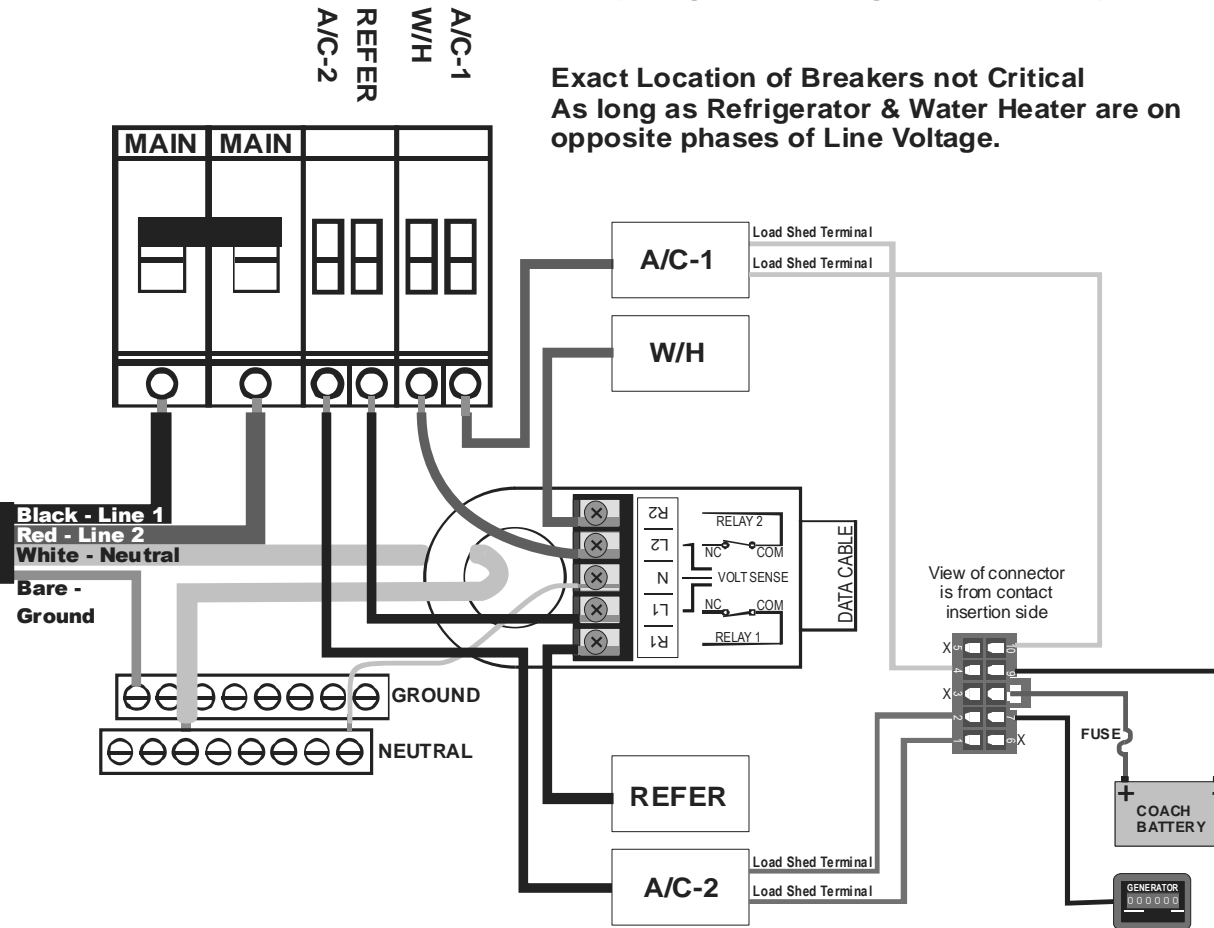 A/C-2
REFER
W/H
A/C-1
Exact Location of Breakers not Critical
As long as Refrigerator & Water Heater are on
opposite phases of Line Voltage.
MAIN MAIN
A/C-1
Load Shed Terminal
Load Shed Terminal
W/H
Black - Line 1
Red - Line 2
White - Neutral
Bare -
Ground
R2
L2
N
L1
R1
RELAY 2
NC COM
VOLT SENSE
NC COM
RELAY 1
DATA CABLE
View of connector
is from contact
insertion side
X 5 10
4 9
X 3
2 7
1 6 X
GROUND
NEUTRAL
FUSE
+
COACH
BATTERY
REFER
A/C-2
Load Shed Terminal
Load Shed Terminal
GENERATOR
000000